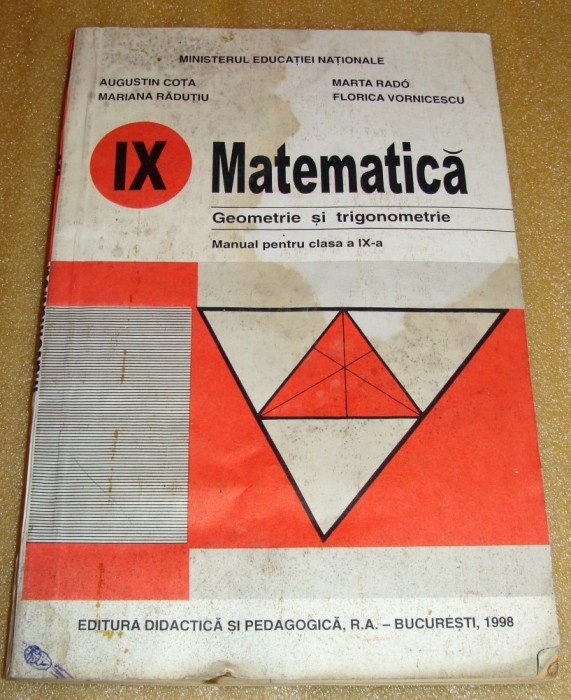 MINISTERUL EDUCAȚIEI NAȚIONALE
AUGUSTIN COȚA
MARTA RADÓ
MARIANA RĂDUȚIU
FLORICA VORNICESCU
IX
Matematică
Geometrie și trigonometrie
Manual pentru clasa a IX-a
EDITURA DIDACTICĂ ȘI PEDAGOGICĂ, R.A. – BUCUREȘTI, 1998